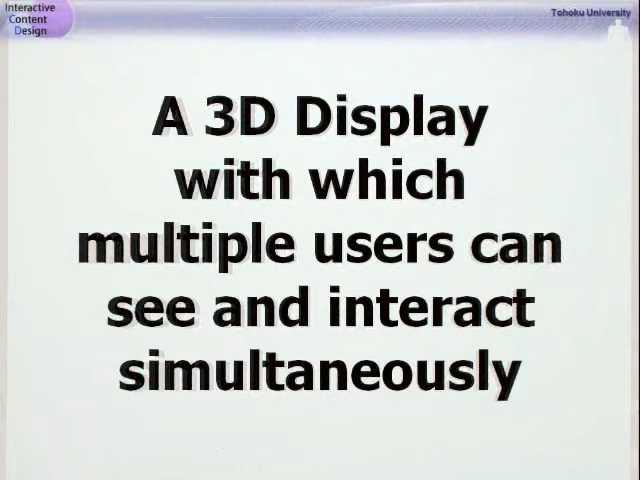 Interactive
Content
Design
Tohoku University
A 3D Display
with which
multiple users can
see and interact
simultaneously